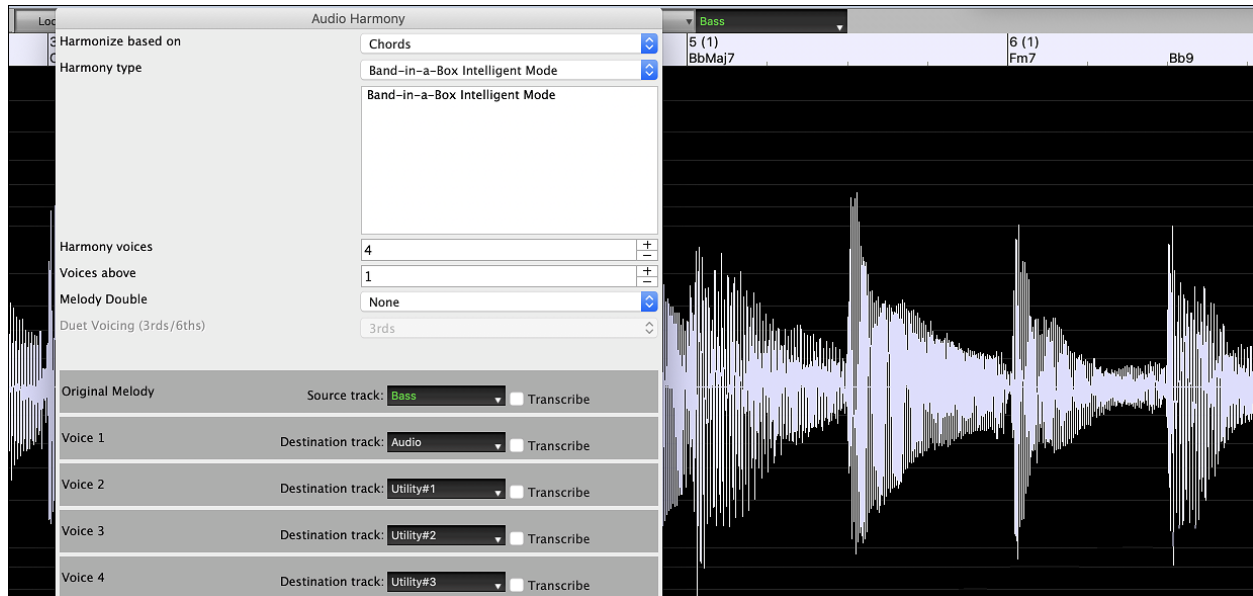 Loc
Audio Harmony
Bass
3
5 (1)
6 (1)
C
BbMaj7
Fm7
Bb9
Harmonize based on
Chords
Harmony type
Band-in-a-Box Intelligent Mode
Band-in-a-Box Intelligent Mode
Harmony voices
4
Voices above
1
Melody Double
None
Duet Voicing (3rds/6ths)
3rds
Original Melody
Source track: Bass
Transcribe
Voice 1
Destination track: Audio
Transcribe
Voice 2
Destination track: Utility#1
Transcribe
Voice 3
Destination track: Utility#2
Transcribe
Voice 4
Destination track: Utility#3
Transcribe